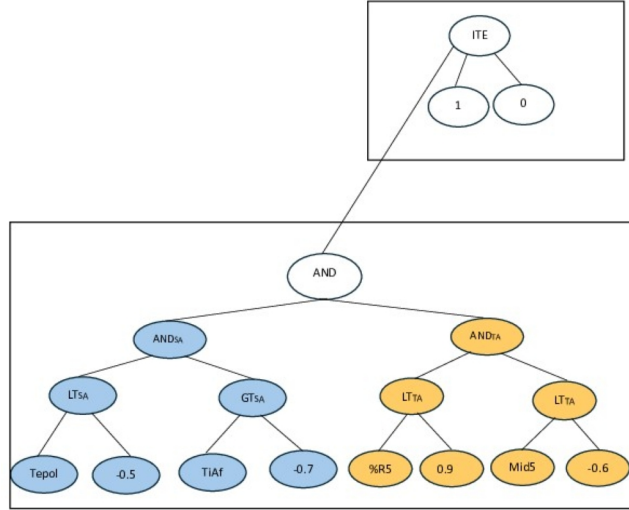 ITE
1 0
AND
ANDSA ANDTA
LTSA GTSA LTTA LTTA
Tepol -0.5 TiAf -0.7 %R5 0.9 Mid5 -0.6